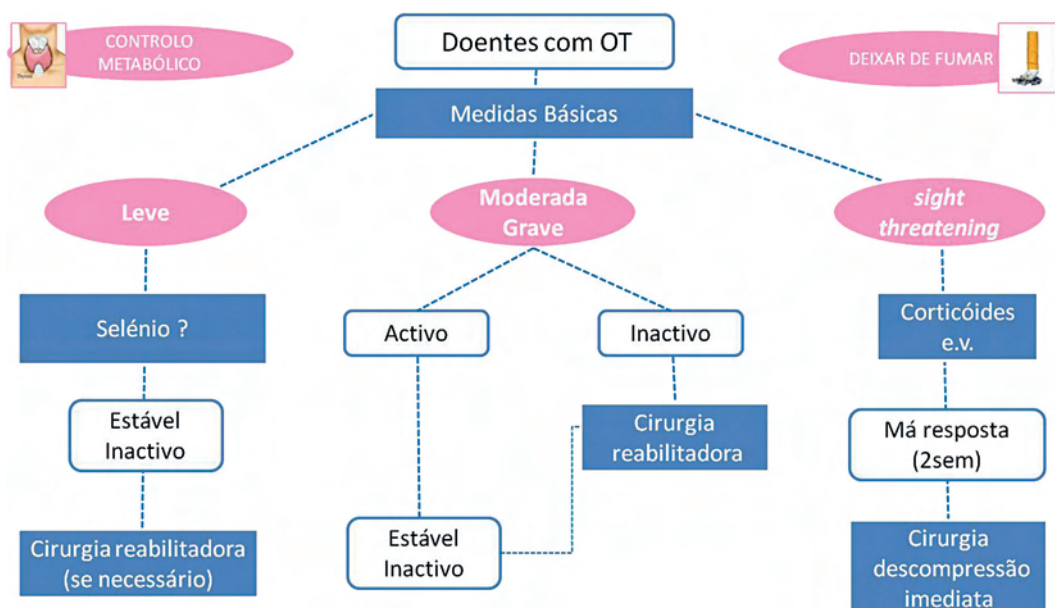 CONTROLO
METABÓLICO
Doentes com OT
DEIXAR DE FUMAR
Medidas Básicas
Leve
Moderada
Grave
sight
threatening
Selénio ?
Activo
Inactivo
Corticóides
e.v.
Estável
Inactivo
Cirurgia
reabilitadora
Má resposta
(2sem)
Cirurgia reabilitadora
(se necessário)
Estável
Inactivo
Cirurgia
descompressão
imediata